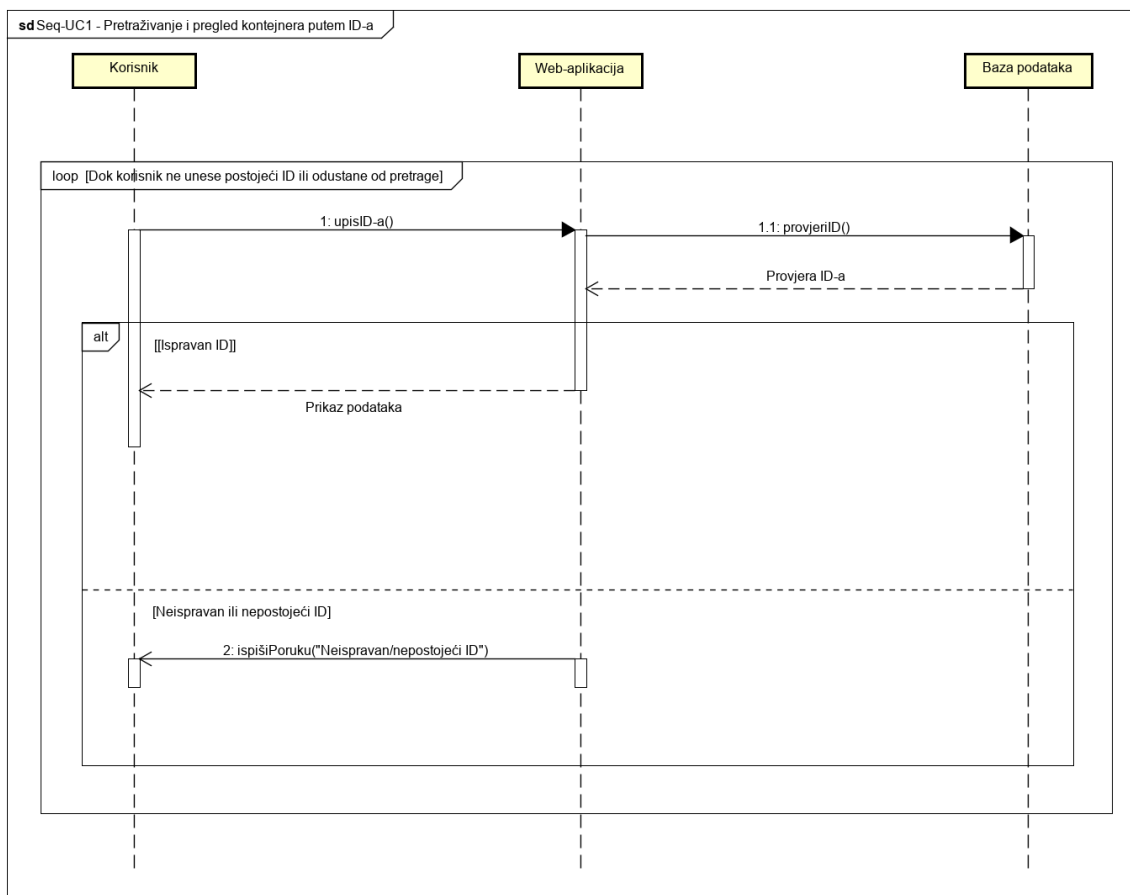 sd Seq-UC1 - Pretraživanje i pregled kontejnera putem ID-a
Korisnik
Web-aplikacija
Baza podataka
loop [Dok korisnik ne unese postojeći ID ili odustane od pretrage]
1: upisID-a()
1.1: provjeriID()
Provjera ID-a
alt
[[Ispravan ID]]
Prikaz podataka
[Neispravan ili nepostojeći ID]
2: ispišiPoruku("Neispravan/nepostojeći ID")